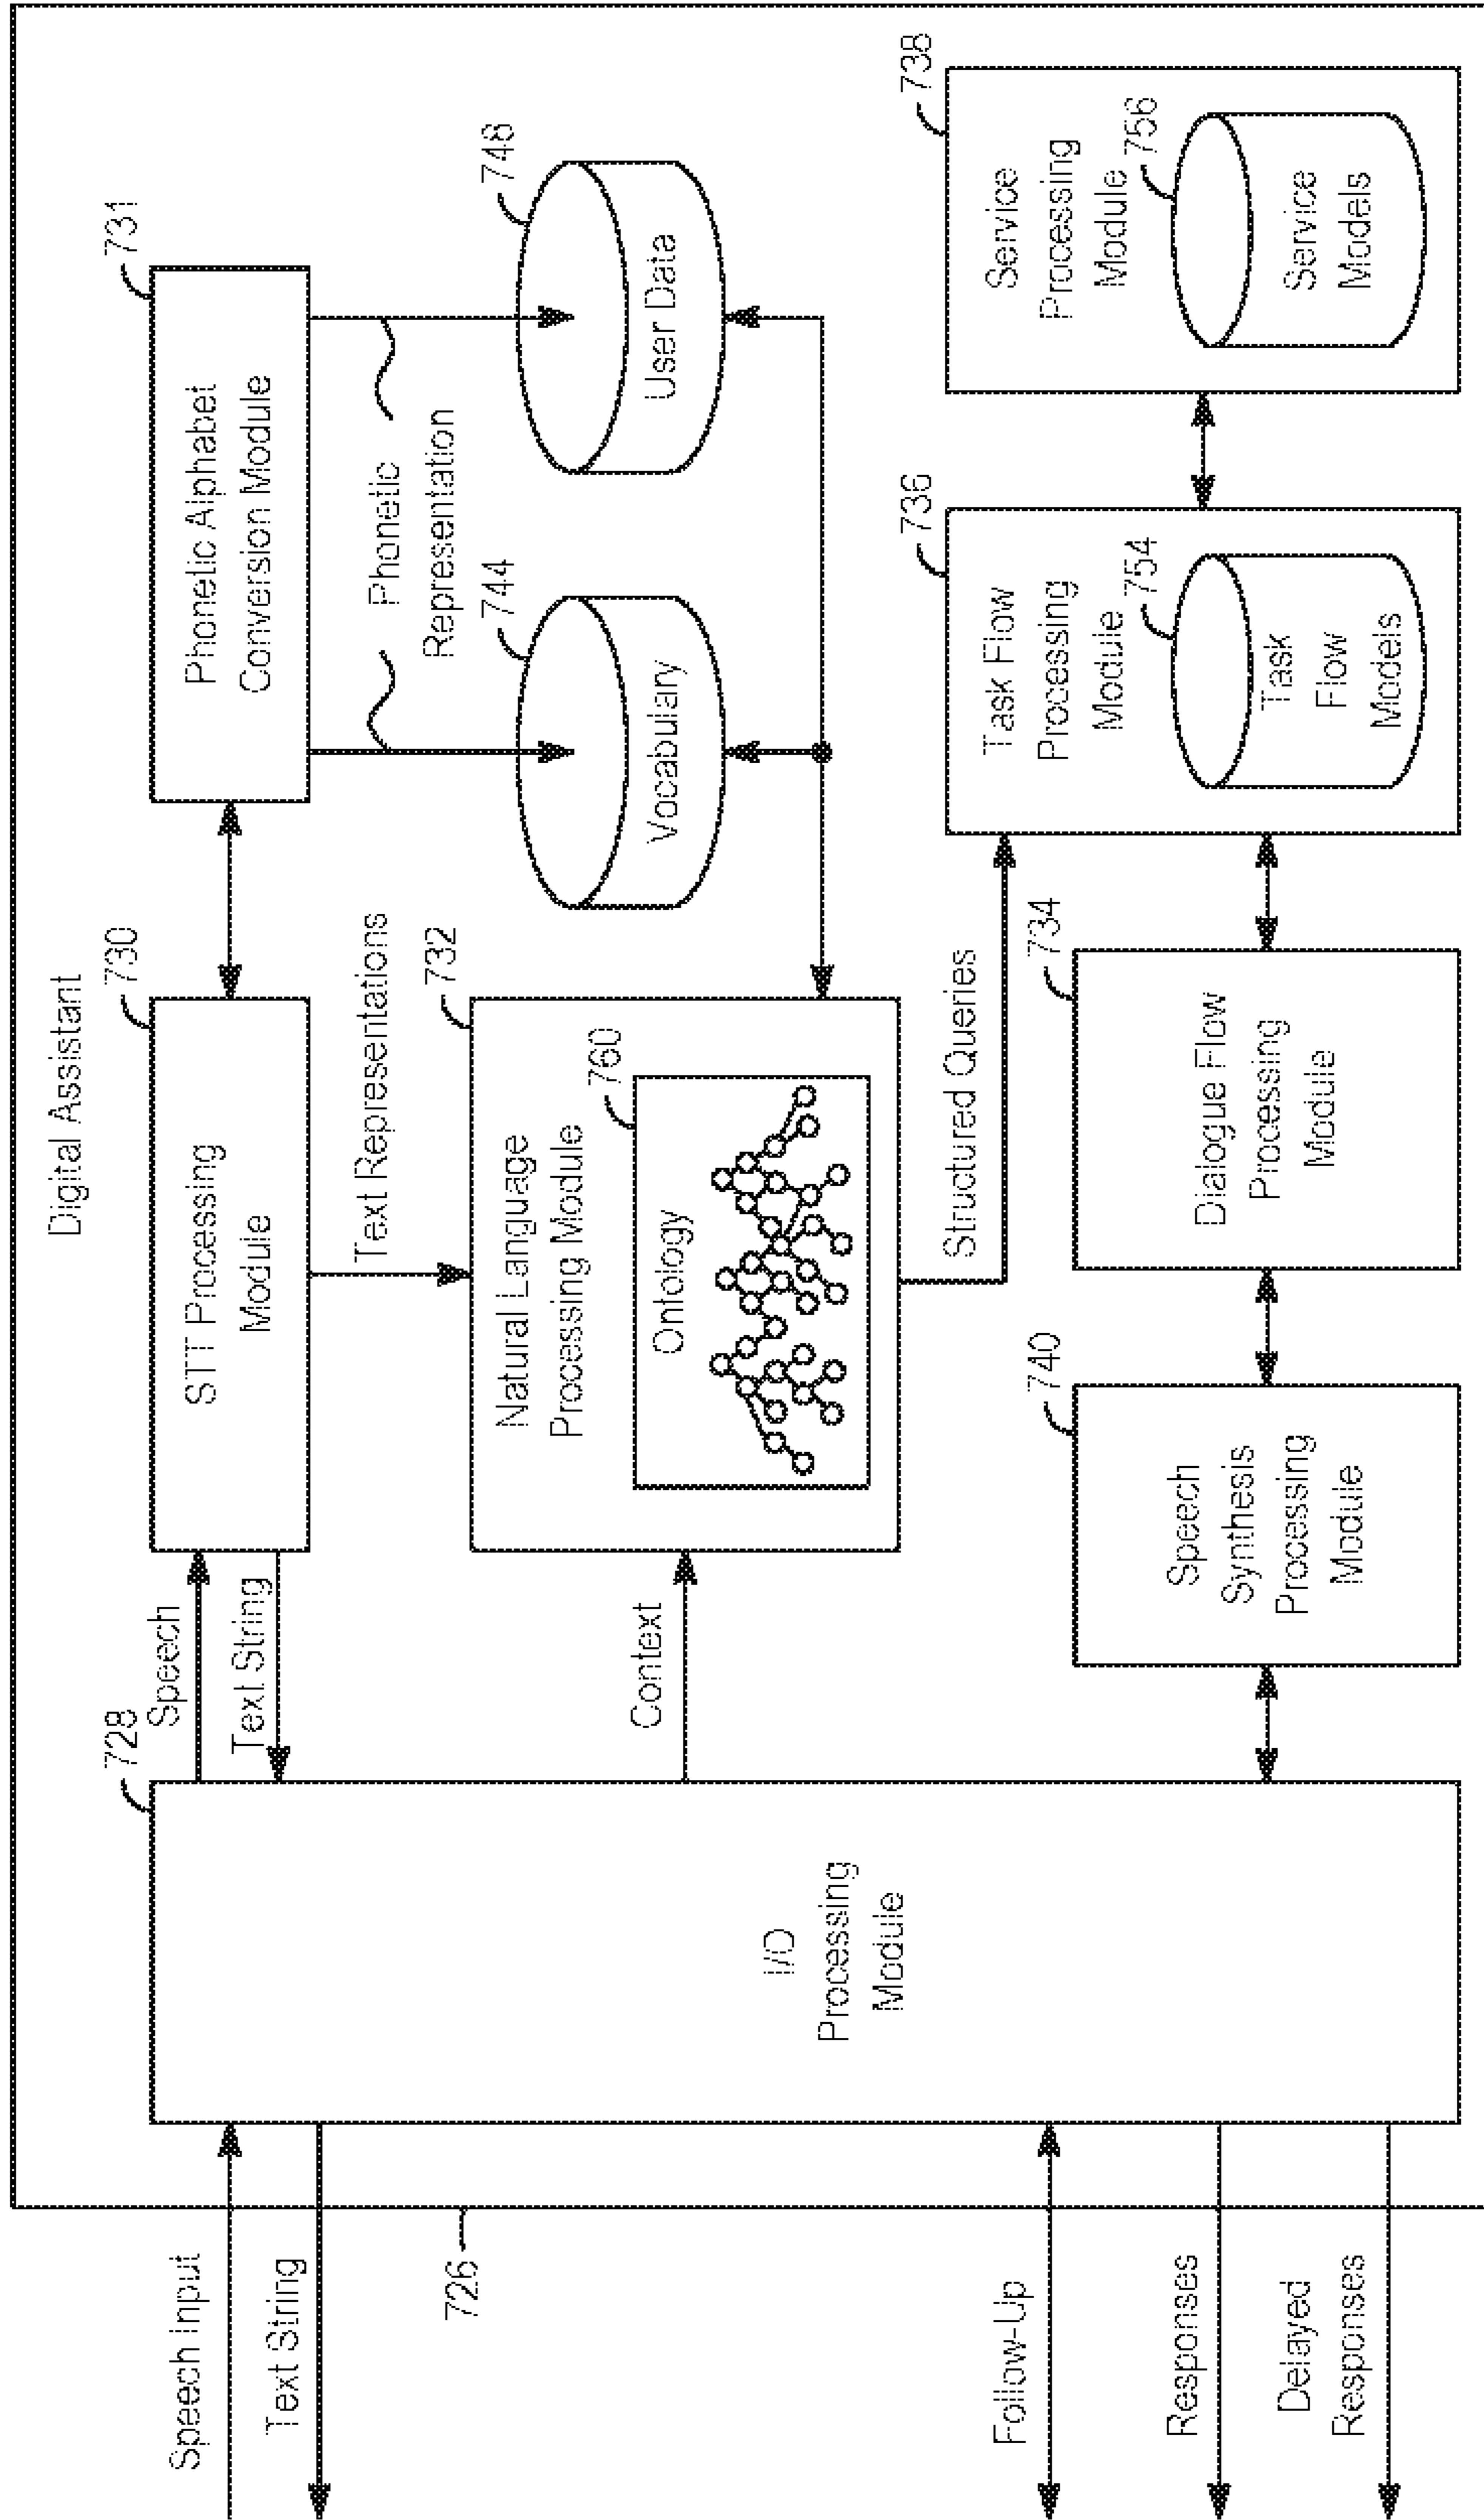 Digital Assistant
726
Speech Input
Text String
Follow-Up
Responses
Delayed
Responses
728
I/O
Processing
Module
Speech
Text String
Context
730
STT Processing
Module
Text Representations
731
Phonetic Alphabet
Conversion Module
Phonetic
Representation
744
Vocabulary
748
User Data
732
Natural Language
Processing Module
760
Ontology
Structured Queries
740
Speech
Synthesis
Processing
Module
734
Dialogue Flow
Processing
Module
736
Task Flow
Processing
Module
754
Task
Flow
Models
738
Service
Processing
Module
756
Service
Models